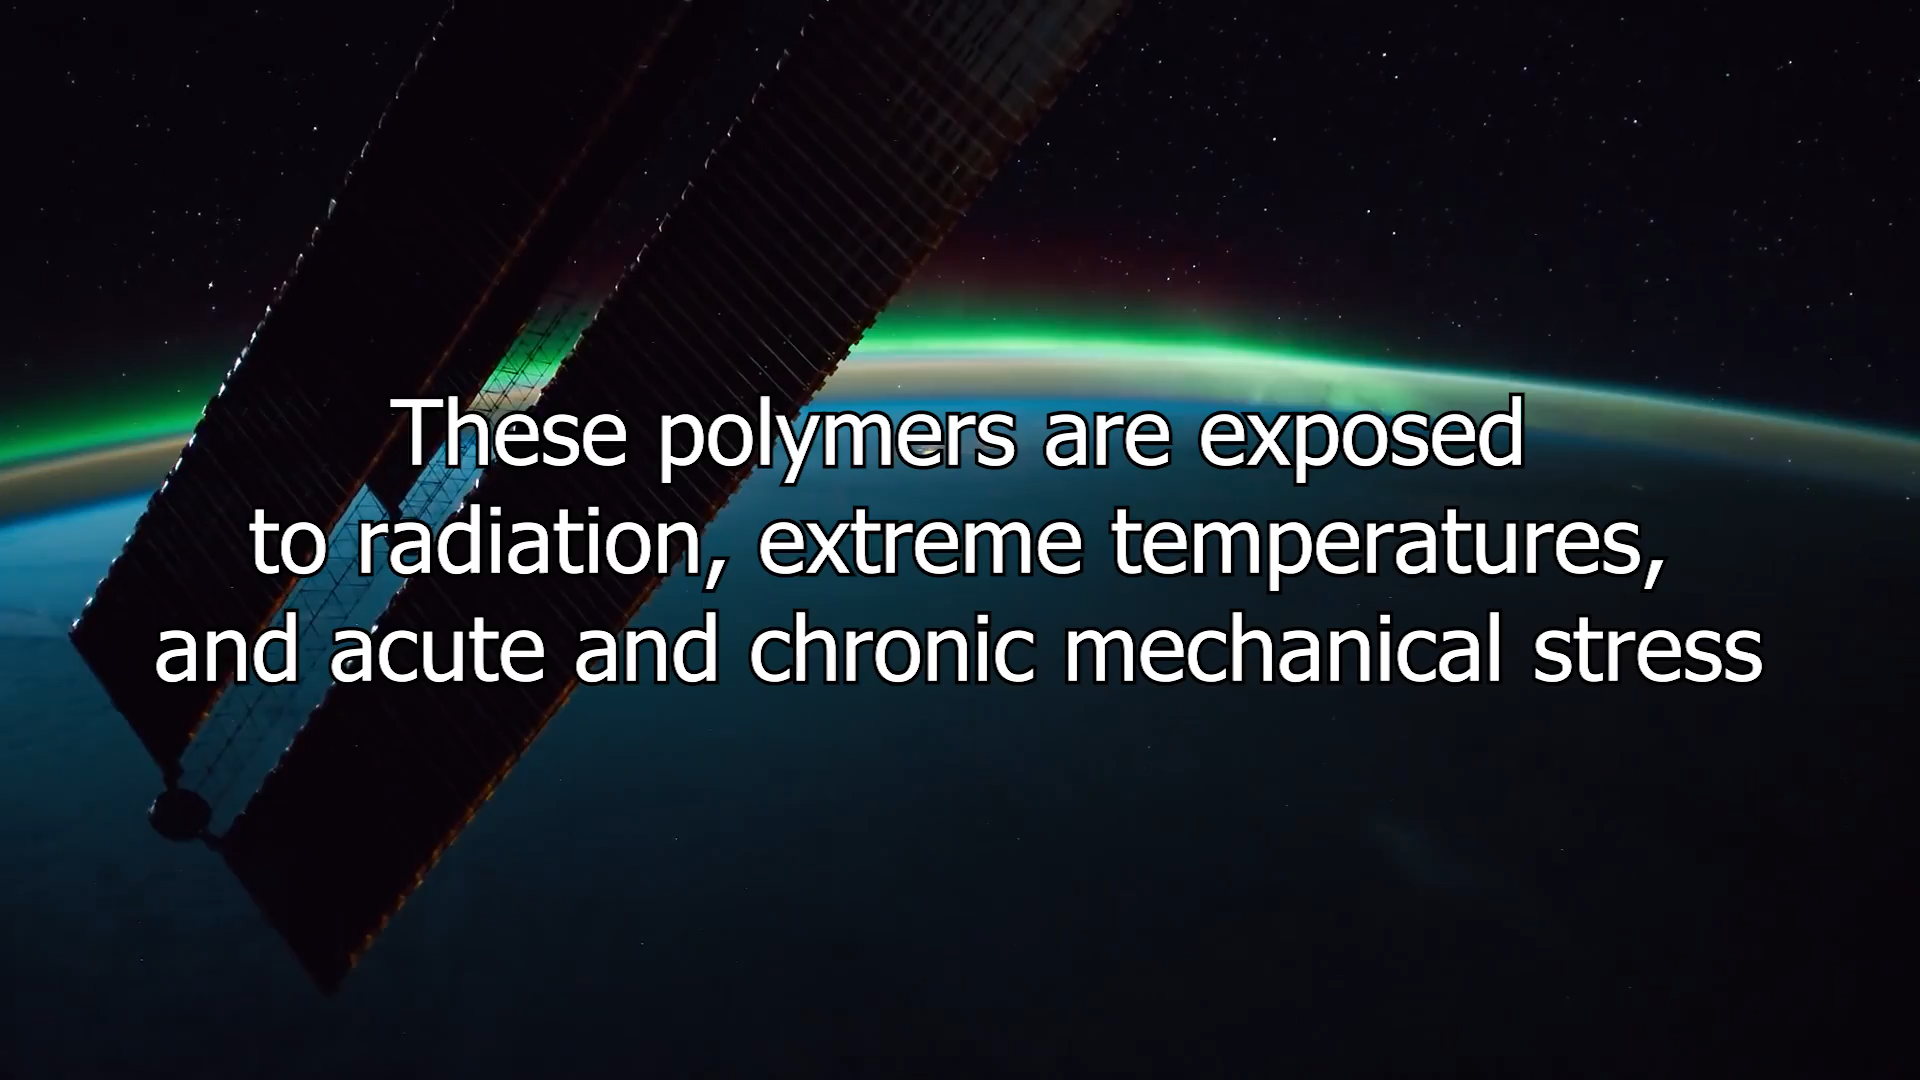 These polymers are exposed
to radiation, extreme temperatures,
and acute and chronic mechanical stress